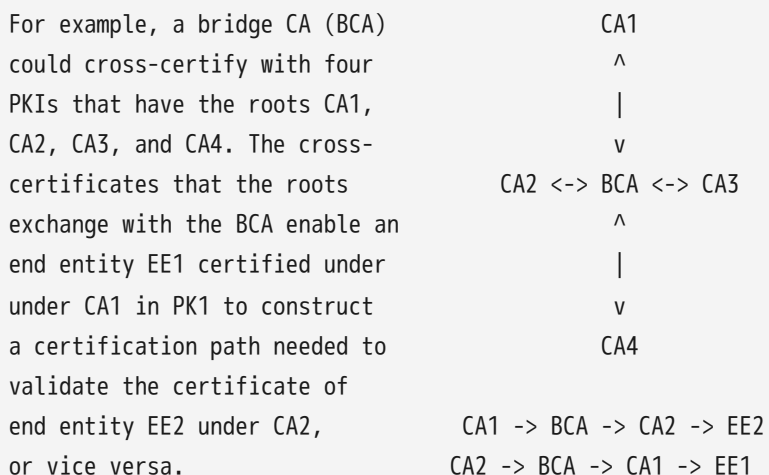 For example, a bridge CA (BCA)                  CA1
could cross-certify with four                    ^
PKIs that have the roots CA1,                    |
CA2, CA3, and CA4. The cross-                    v
certificates that the roots             CA2 <-> BCA <-> CA3
exchange with the BCA enable an                  ^
end entity EE1 certified under                   |
under CA1 in PK1 to construct                    v
a certification path needed to                  CA4
validate the certificate of
end entity EE2 under CA2,            CA1 -> BCA -> CA2 -> EE2
or vice versa.                      CA2 -> BCA -> CA1 -> EE1